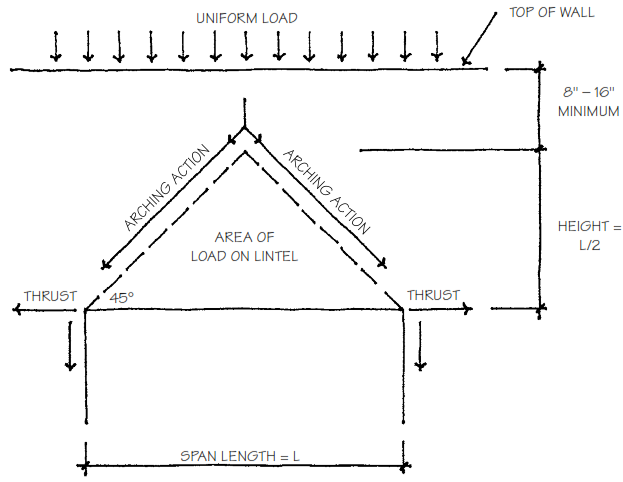 UNIFORM LOAD
TOP OF WALL
8" – 16"
MINIMUM
ARCHING ACTION
ARCHING ACTION
AREA OF
LOAD ON LINTEL
HEIGHT =
L/2
THRUST
45°
THRUST
SPAN LENGTH = L